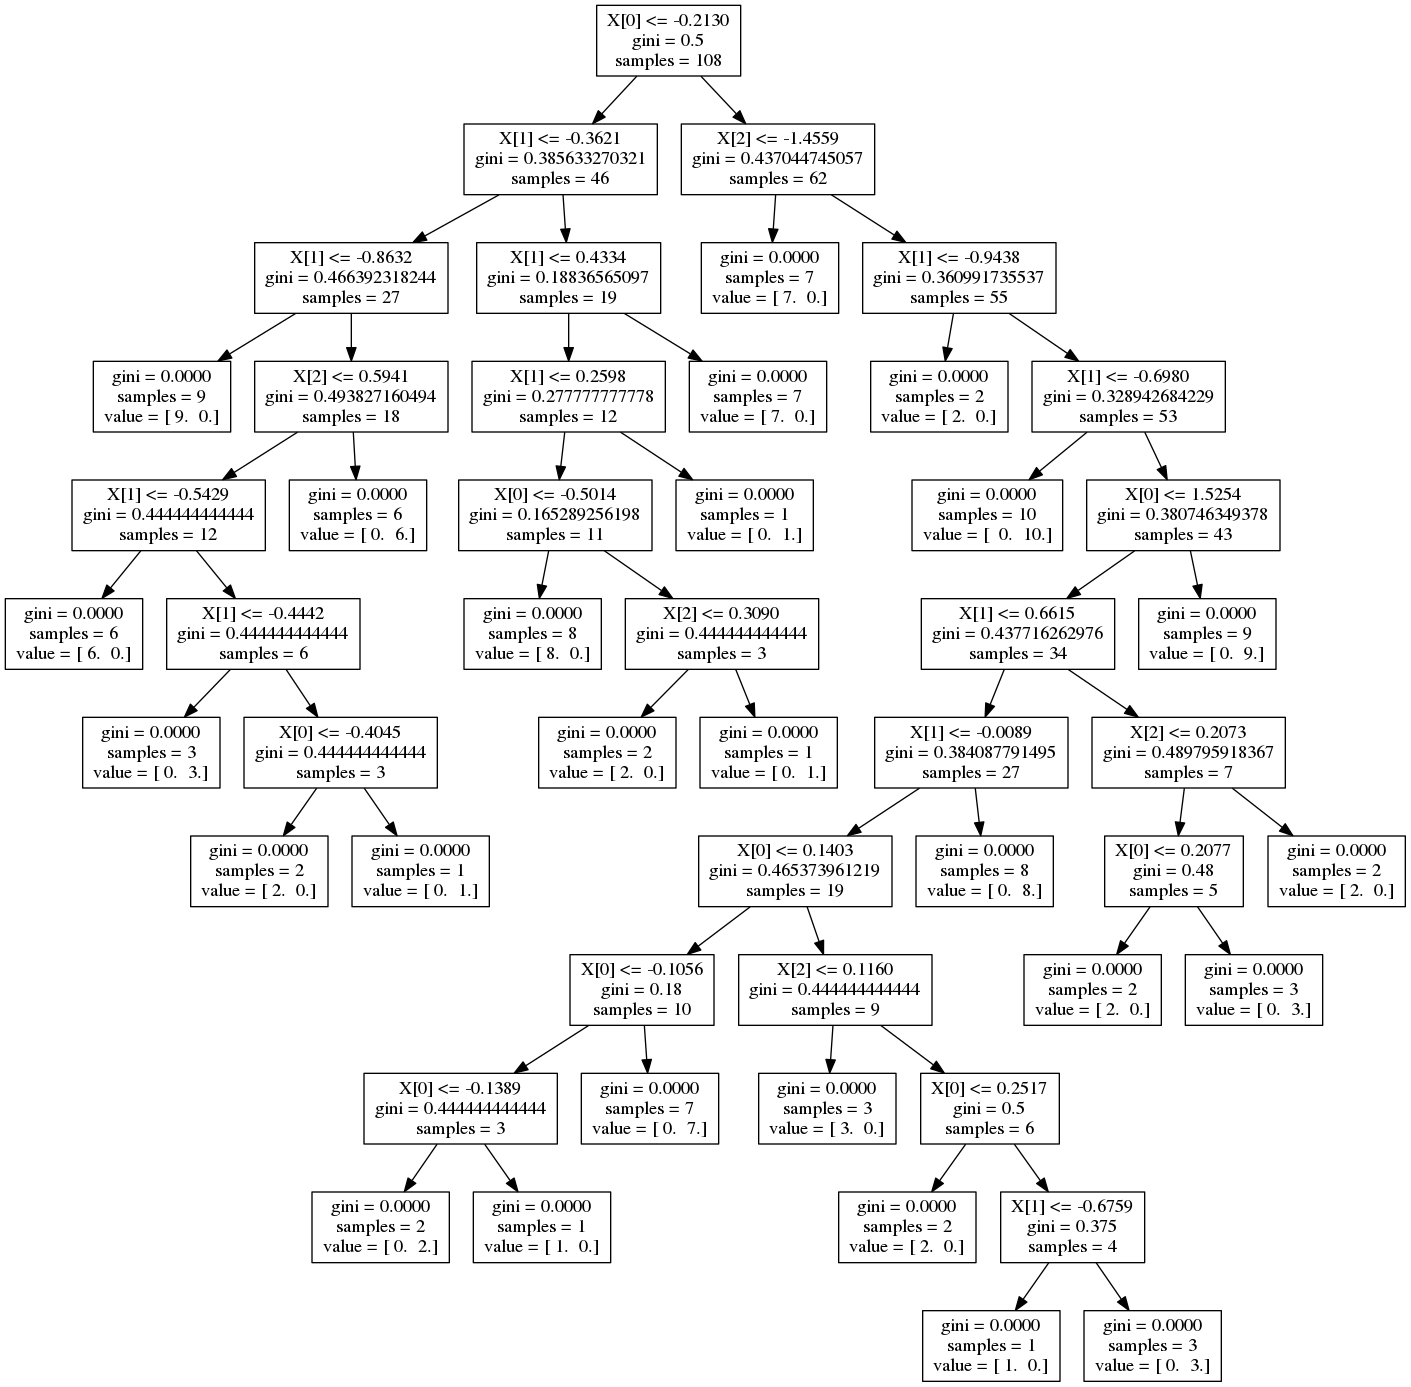 X[0] <= -0.2130
gini = 0.5
samples = 108
X[1] <= -0.3621
gini = 0.385633270321
samples = 46
X[2] <= -1.4559
gini = 0.437044745057
samples = 62
X[1] <= -0.8632
gini = 0.466392318244
samples = 27
X[1] <= 0.4334
gini = 0.18836565097
samples = 19
gini = 0.0000
samples = 7
value = [ 7.  0.]
X[1] <= -0.9438
gini = 0.360991735537
samples = 55
gini = 0.0000
samples = 9
value = [ 9.  0.]
X[2] <= 0.5941
gini = 0.493827160494
samples = 18
X[1] <= 0.2598
gini = 0.277777777778
samples = 12
gini = 0.0000
samples = 7
value = [ 7.  0.]
gini = 0.0000
samples = 2
value = [ 2.  0.]
X[1] <= -0.6980
gini = 0.328942684229
samples = 53
X[1] <= -0.5429
gini = 0.444444444444
samples = 12
gini = 0.0000
samples = 6
value = [ 0.  6.]
X[0] <= -0.5014
gini = 0.165289256198
samples = 11
gini = 0.0000
samples = 1
value = [ 0.  1.]
gini = 0.0000
samples = 10
value = [  0.  10.]
X[0] <= 1.5254
gini = 0.380746349378
samples = 43
gini = 0.0000
samples = 6
value = [ 6.  0.]
X[1] <= -0.4442
gini = 0.444444444444
samples = 6
gini = 0.0000
samples = 8
value = [ 8.  0.]
X[2] <= 0.3090
gini = 0.444444444444
samples = 3
X[1] <= 0.6615
gini = 0.437716262976
samples = 34
gini = 0.0000
samples = 9
value = [ 0.  9.]
gini = 0.0000
samples = 3
value = [ 0.  3.]
X[0] <= -0.4045
gini = 0.444444444444
samples = 3
gini = 0.0000
samples = 2
value = [ 2.  0.]
gini = 0.0000
samples = 1
value = [ 0.  1.]
X[1] <= -0.0089
gini = 0.384087791495
samples = 27
X[2] <= 0.2073
gini = 0.489795918367
samples = 7
gini = 0.0000
samples = 2
value = [ 2.  0.]
gini = 0.0000
samples = 1
value = [ 0.  1.]
X[0] <= 0.1403
gini = 0.465373961219
samples = 19
gini = 0.0000
samples = 8
value = [ 0.  8.]
X[0] <= 0.2077
gini = 0.48
samples = 5
gini = 0.0000
samples = 2
value = [ 2.  0.]
X[0] <= -0.1056
gini = 0.18
samples = 10
X[2] <= 0.1160
gini = 0.444444444444
samples = 9
gini = 0.0000
samples = 2
value = [ 2.  0.]
gini = 0.0000
samples = 3
value = [ 0.  3.]
X[0] <= -0.1389
gini = 0.444444444444
samples = 3
gini = 0.0000
samples = 7
value = [ 0.  7.]
gini = 0.0000
samples = 3
value = [ 3.  0.]
X[0] <= 0.2517
gini = 0.5
samples = 6
gini = 0.0000
samples = 2
value = [ 0.  2.]
gini = 0.0000
samples = 1
value = [ 1.  0.]
gini = 0.0000
samples = 2
value = [ 2.  0.]
X[1] <= -0.6759
gini = 0.375
samples = 4
gini = 0.0000
samples = 1
value = [ 1.  0.]
gini = 0.0000
samples = 3
value = [ 0.  3.]